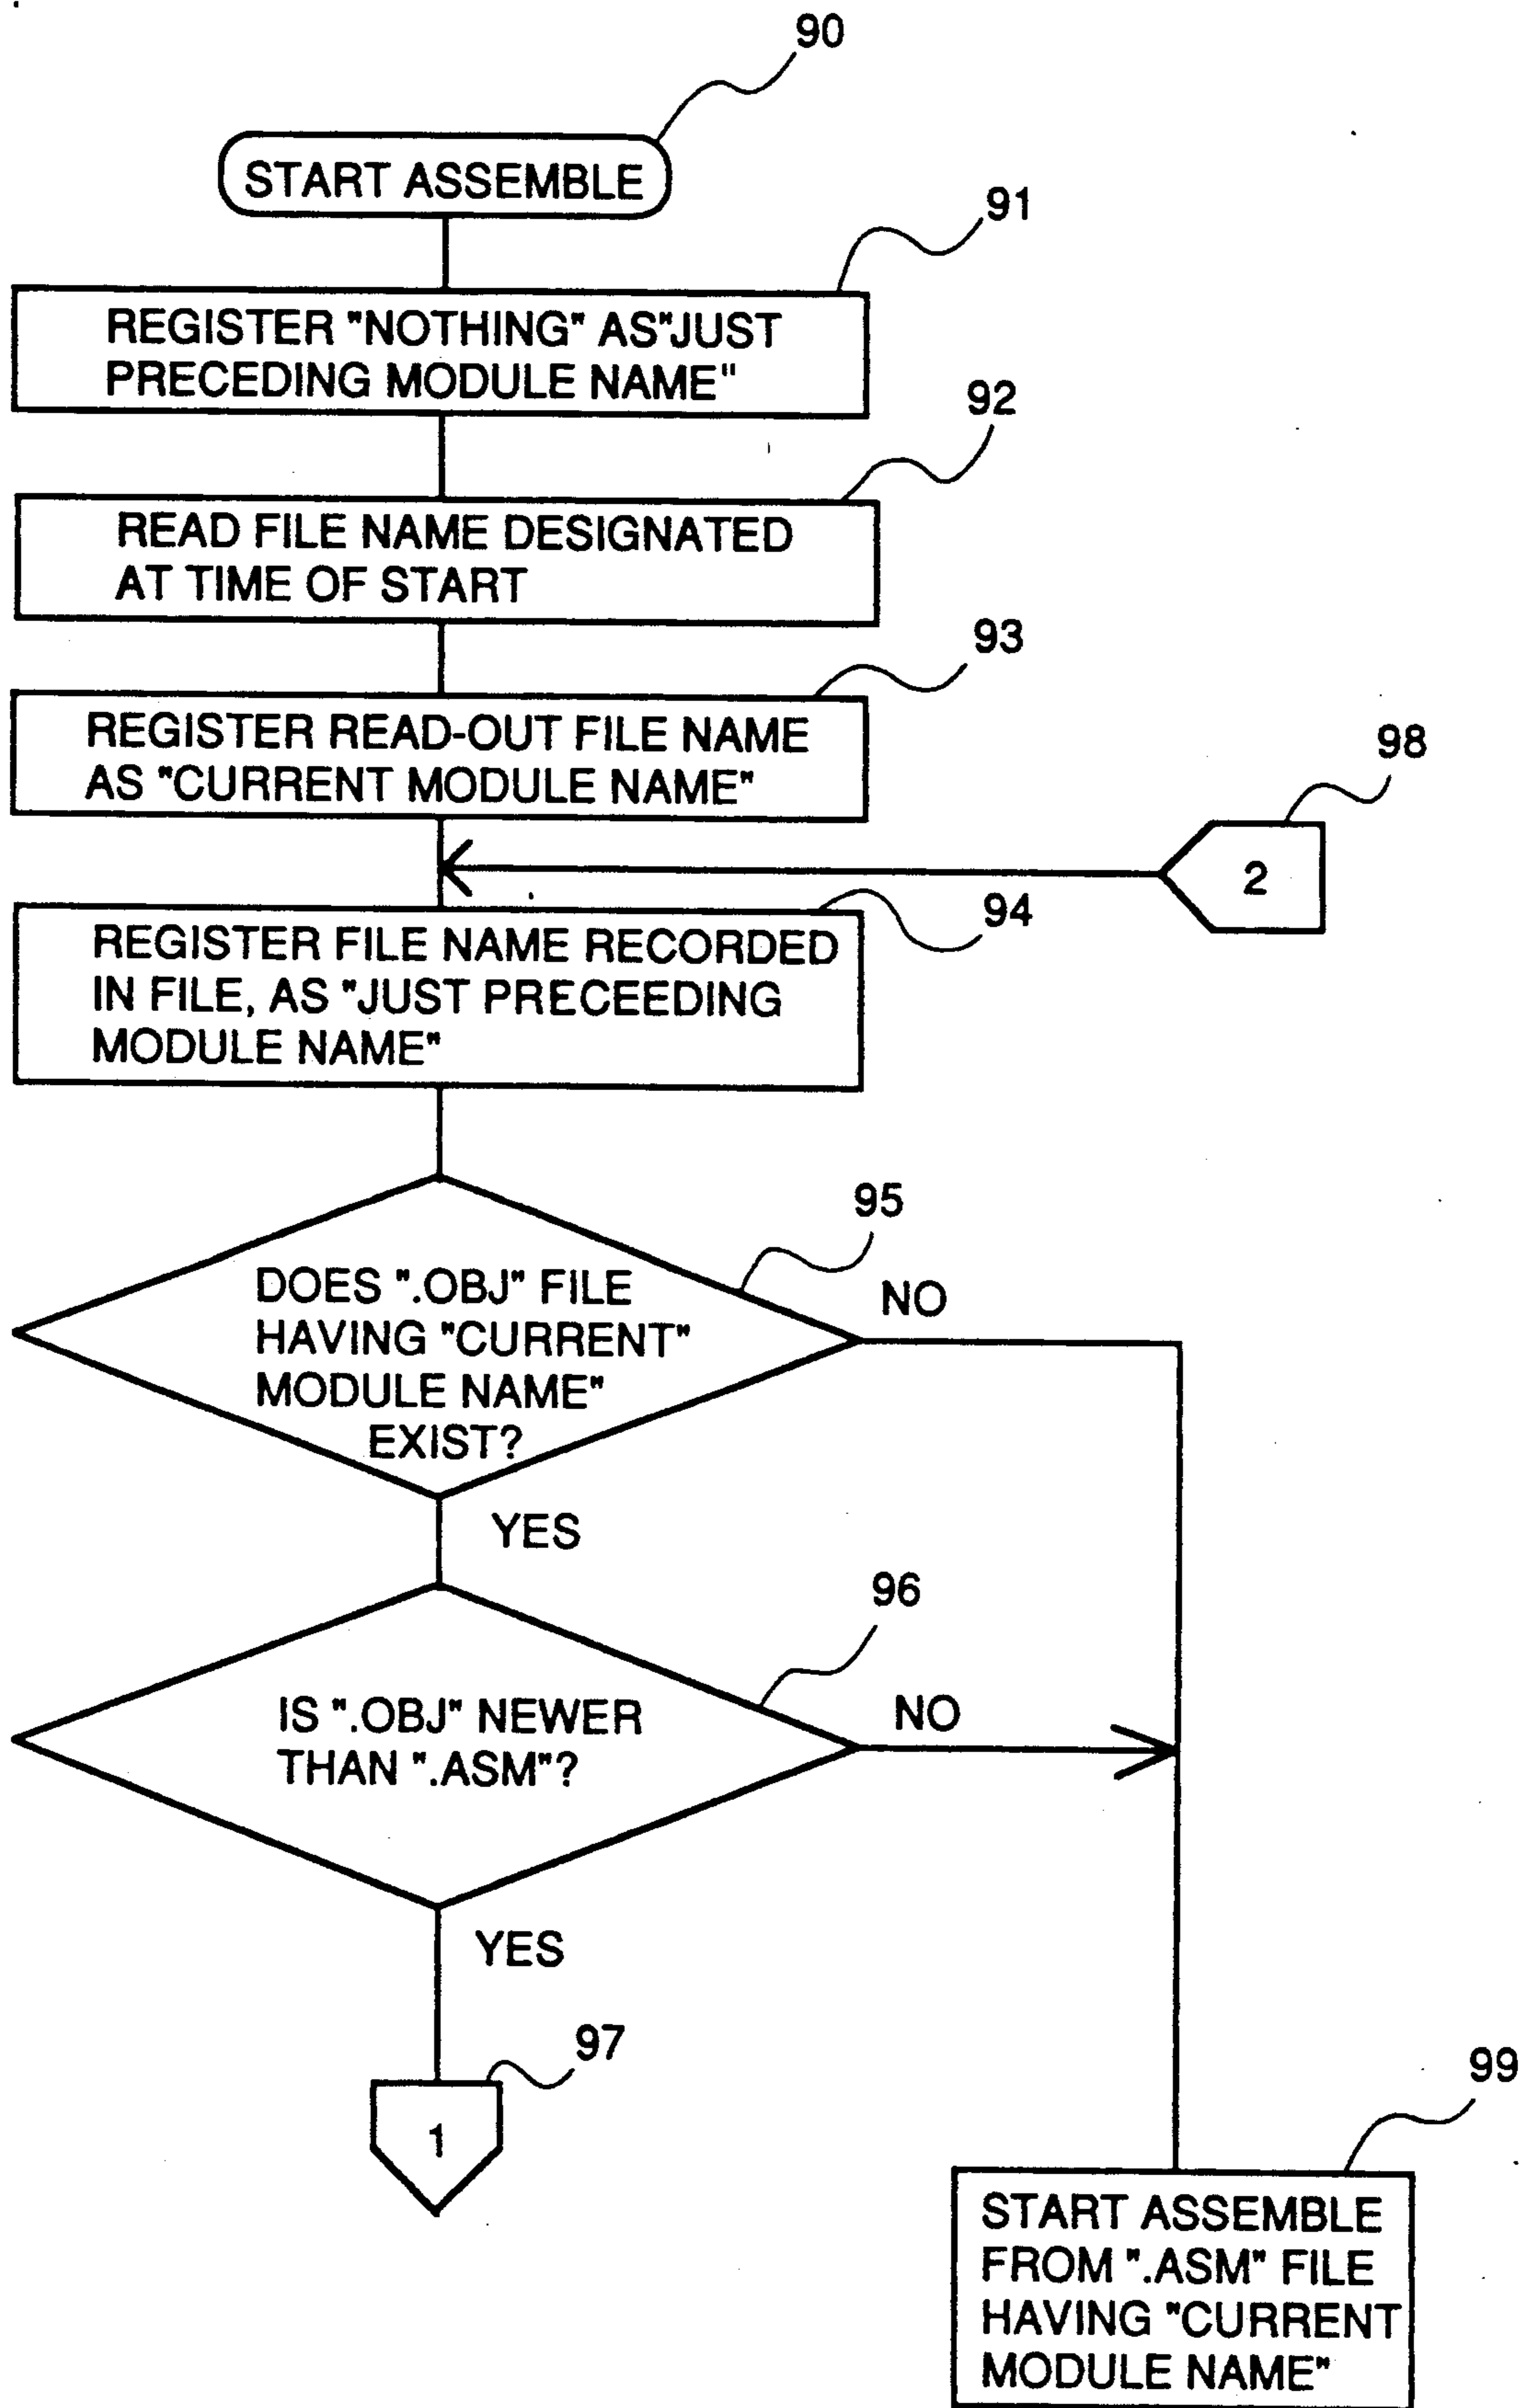 90
START ASSEMBLE
91
REGISTER "NOTHING" AS"JUST
PRECEDING MODULE NAME"
92
READ FILE NAME DESIGNATED
AT TIME OF START
93
REGISTER READ-OUT FILE NAME
AS "CURRENT MODULE NAME"
98
2
94
REGISTER FILE NAME RECORDED
IN FILE, AS "JUST PRECEEDING
MODULE NAME"
95
DOES ".OBJ" FILE
HAVING "CURRENT"
MODULE NAME"
EXIST?
NO
YES
96
IS ".OBJ" NEWER
THAN ".ASM"?
NO
YES
97
1
99
START ASSEMBLE
FROM ".ASM" FILE
HAVING "CURRENT
MODULE NAME"